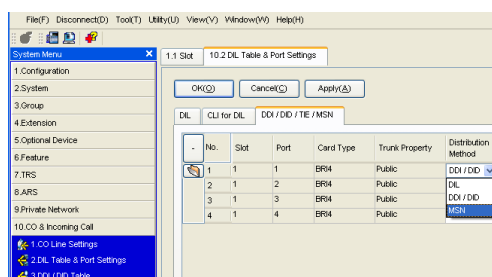 File(F) Disconnect(D) Tool(T) Utility(U) View(V) Window(W) Help(H)
System Menu ×
1.1 Slot 10.2 DIL Table & Port Settings
1.Configuration
2.System
3.Group
4.Extension
5.Optional Device
6.Feature
7.TRS
8.ARS
9.Private Network
10.CO & Incoming Call
1.CO Line Settings
2.DIL Table & Port Settings
3.DDI / DID Table
OK(O) Cancel(C) Apply(A)
DIL CLI for DIL DDI / DID / TIE / MSN
- No. Slot Port Card Type Trunk Property Distribution Method
1 1 1 BRI4 Public DDI / DID
2 1 2 BRI4 Public
3 1 3 BRI4 Public
4 1 4 BRI4 Public
DIL
DDI / DID
MSN